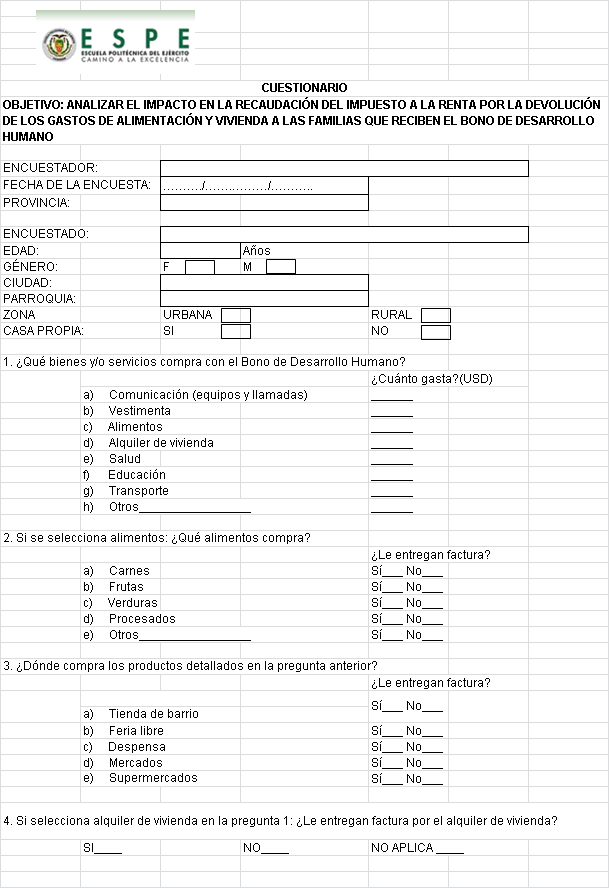 ESPE
ESCUELA POLITÉCNICA DEL EJÉRCITO
CAMINO A LA EXCELENCIA
CUESTIONARIO
OBJETIVO: ANALIZAR EL IMPACTO EN LA RECAUDACIÓN DEL IMPUESTO A LA RENTA POR LA DEVOLUCIÓN
DE LOS GASTOS DE ALIMENTACIÓN Y VIVIENDA A LAS FAMILIAS QUE RECIBEN EL BONO DE DESARROLLO
HUMANO
ENCUESTADOR:
FECHA DE LA ENCUESTA: ………../……………../………..
PROVINCIA:
ENCUESTADO:
EDAD: Años
GÉNERO: F M
CIUDAD:
PARROQUIA:
ZONA URBANA RURAL
CASA PROPIA: SI NO
1. ¿Qué bienes y/o servicios compra con el Bono de Desarrollo Humano?
¿Cuánto gasta?(USD)
a) Comunicación (equipos y llamadas) ______
b) Vestimenta ______
c) Alimentos ______
d) Alquiler de vivienda ______
e) Salud ______
f) Educación ______
g) Transporte ______
h) Otros________________ ______
2. Si se selecciona alimentos: ¿Qué alimentos compra?
¿Le entregan factura?
a) Carnes Sí___ No___
b) Frutas Sí___ No___
c) Verduras Sí___ No___
d) Procesados Sí___ No___
e) Otros________________ Sí___ No___
3. ¿Dónde compra los productos detallados en la pregunta anterior?
¿Le entregan factura?
a) Tienda de barrio Sí___ No___
b) Feria libre Sí___ No___
c) Despensa Sí___ No___
d) Mercados Sí___ No___
e) Supermercados Sí___ No___
4. Si selecciona alquiler de vivienda en la pregunta 1: ¿Le entregan factura por el alquiler de vivienda?
SI____ NO____ NO APLICA ____